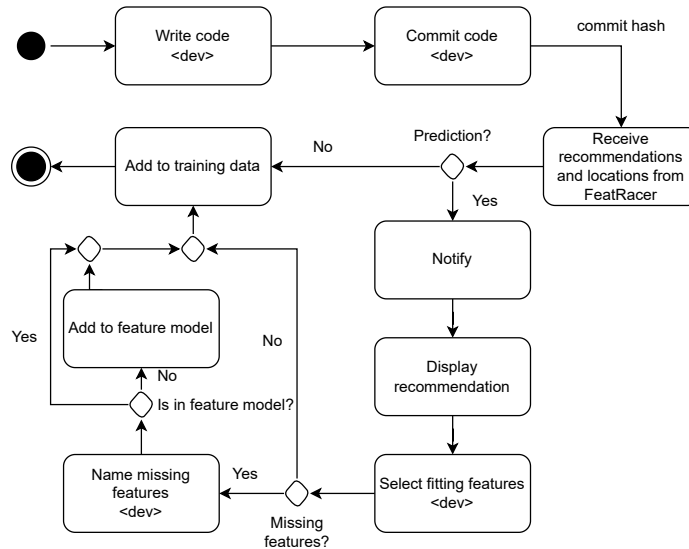 Write code
<dev>
Commit code
<dev>
commit hash
Receive
recommendations
and locations from
FeatRacer
Prediction?
No
Add to training data
Yes
Notify
Display
recommendation
Select fitting features
<dev>
Missing
features?
No
Yes
Name missing
features
<dev>
Is in feature model?
No
Yes
Add to feature model